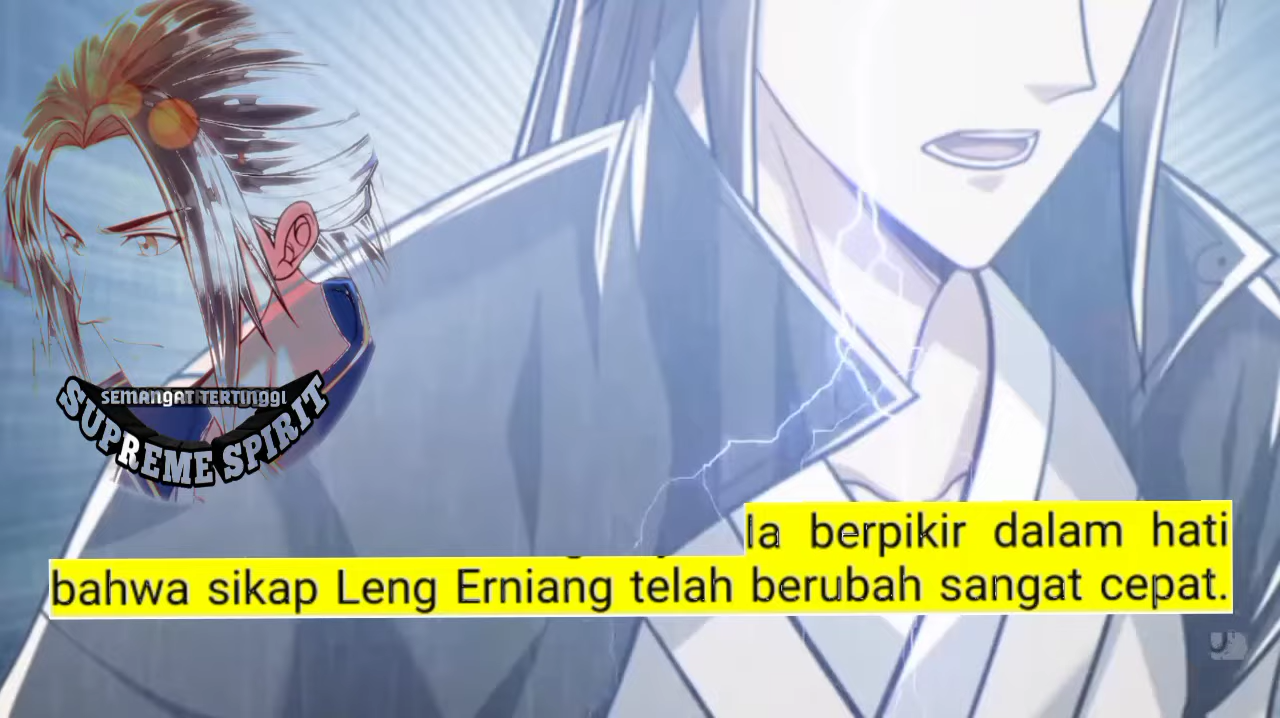 SEMANGAT TERTINGGI
SUPREME SPIRIT
Ia berpikir dalam hati
bahwa sikap Leng Erniang telah berubah sangat cepat.